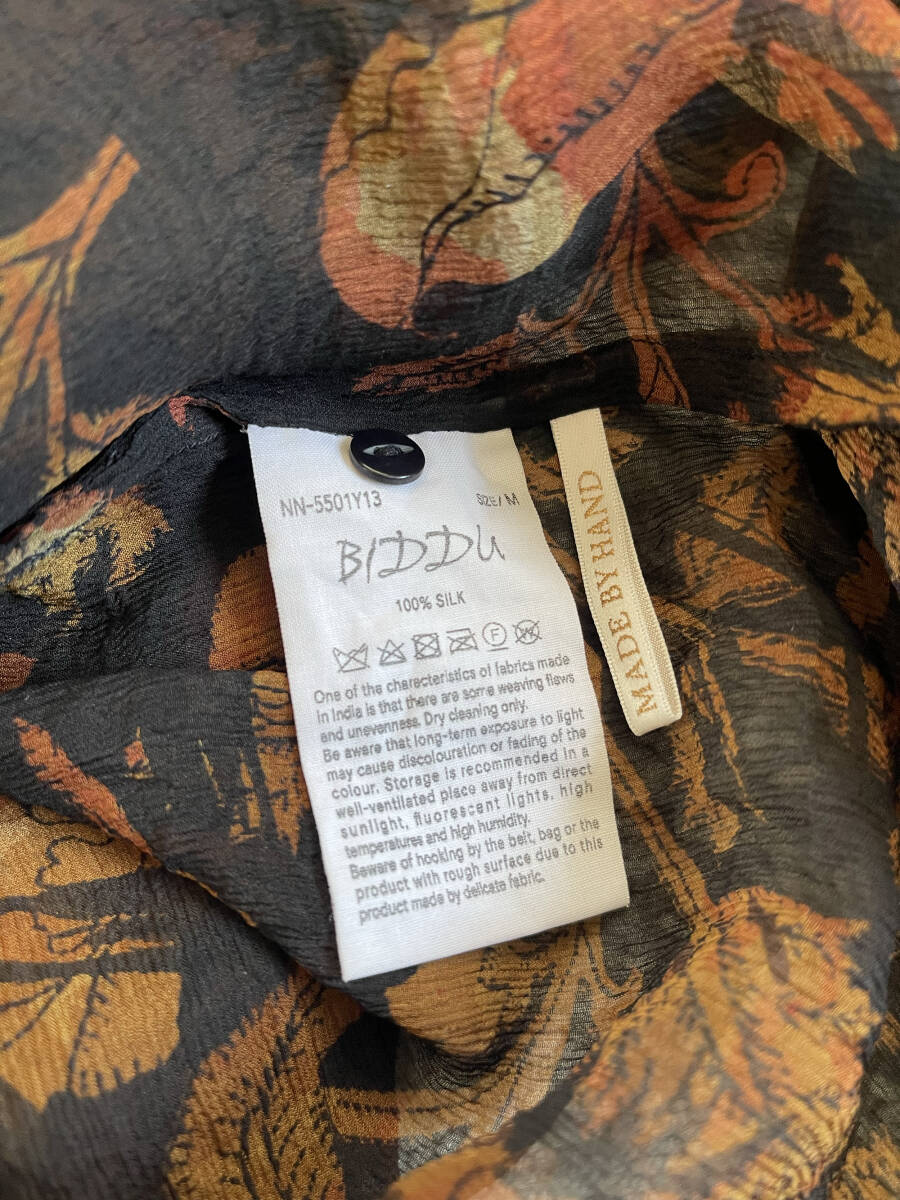 NN-5501Y13 SIZE/ M
BIDDU
100% SILK
F
W
One of the characteristics of fabrics made
in India is that there are some weaving flaws
and unevenness. Dry cleaning only.
Be aware that long-term exposure to light
may cause discolouration or fading of the
colour. Storage is recommended in a
well-ventilated place away from direct
sunlight, fluorescent lights, high
temperatures and high humidity.
Beware of hooking by the belt, bag or the
product with rough surface due to this
product made by delicate fabric.
MADE BY HAND